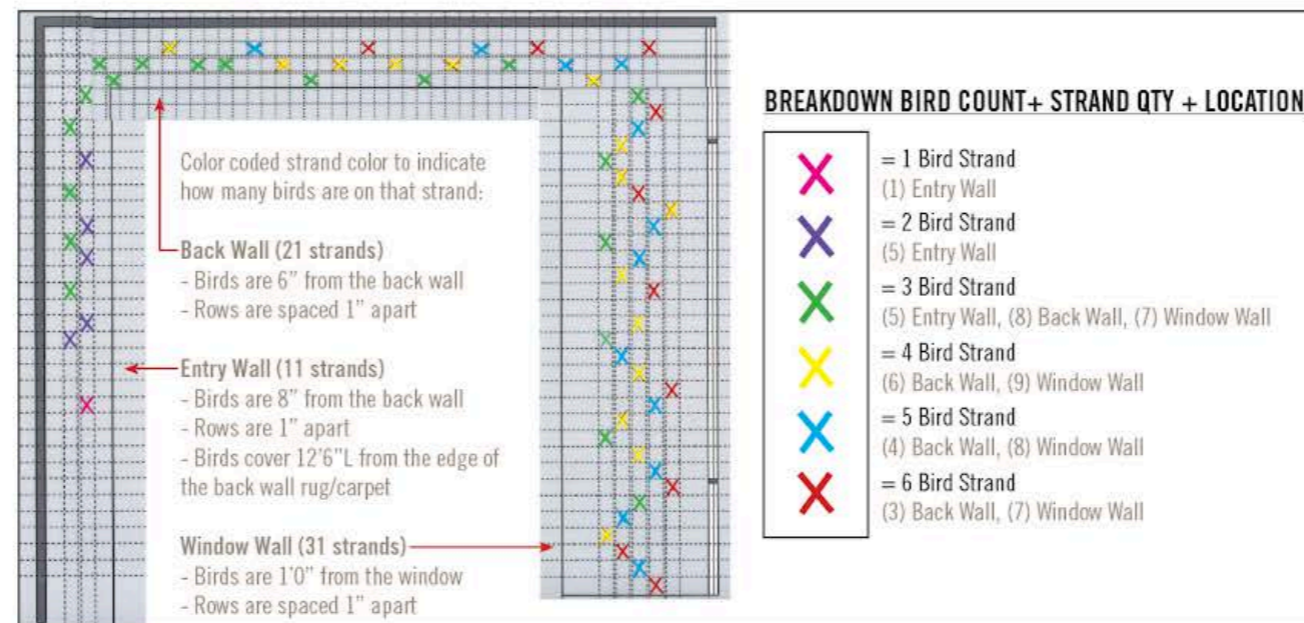 Color coded strand color to indicate
how many birds are on that strand:
Back Wall (21 strands)
- Birds are 6" from the back wall
- Rows are spaced 1" apart
Entry Wall (11 strands)
- Birds are 8" from the back wall
- Rows are 1" apart
- Birds cover 12'6"L from the edge of
the back wall rug/carpet
Window Wall (31 strands)
- Birds are 1'0" from the window
- Rows are spaced 1" apart
BREAKDOWN BIRD COUNT+ STRAND QTY + LOCATION
= 1 Bird Strand
(1) Entry Wall
= 2 Bird Strand
(5) Entry Wall
= 3 Bird Strand
(5) Entry Wall, (8) Back Wall, (7) Window Wall
= 4 Bird Strand
(6) Back Wall, (9) Window Wall
= 5 Bird Strand
(4) Back Wall, (8) Window Wall
= 6 Bird Strand
(3) Back Wall, (7) Window Wall